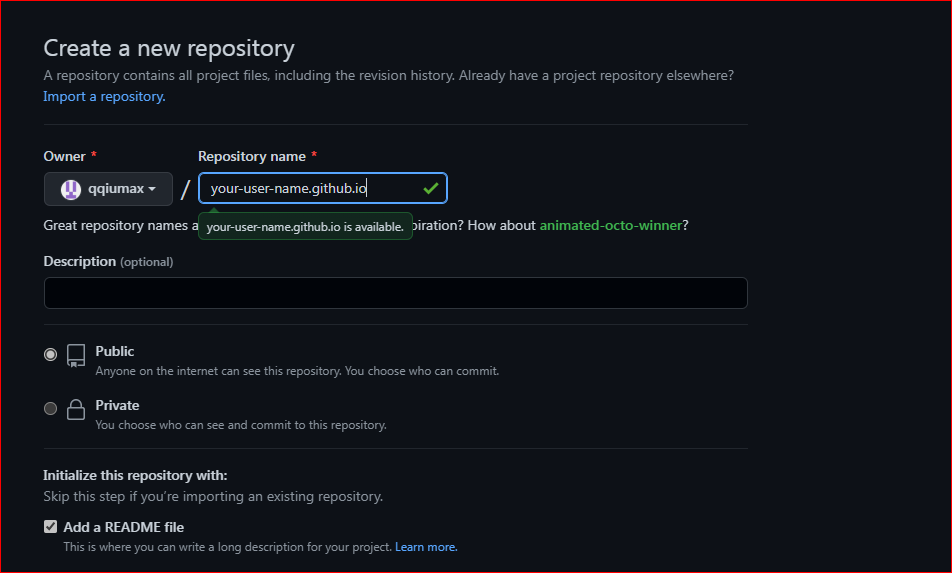 Create a new repository
A repository contains all project files, including the revision history. Already have a project repository elsewhere?
Import a repository.
Owner * Repository name *
qqiumax / your-user-name.github.io
Great repository names a
your-user-name.github.io is available.
piration? How about animated-octo-winner?
Description (optional)
Public
Anyone on the internet can see this repository. You choose who can commit.
Private
You choose who can see and commit to this repository.
Initialize this repository with:
Skip this step if you’re importing an existing repository.
Add a README file
This is where you can write a long description for your project. Learn more.